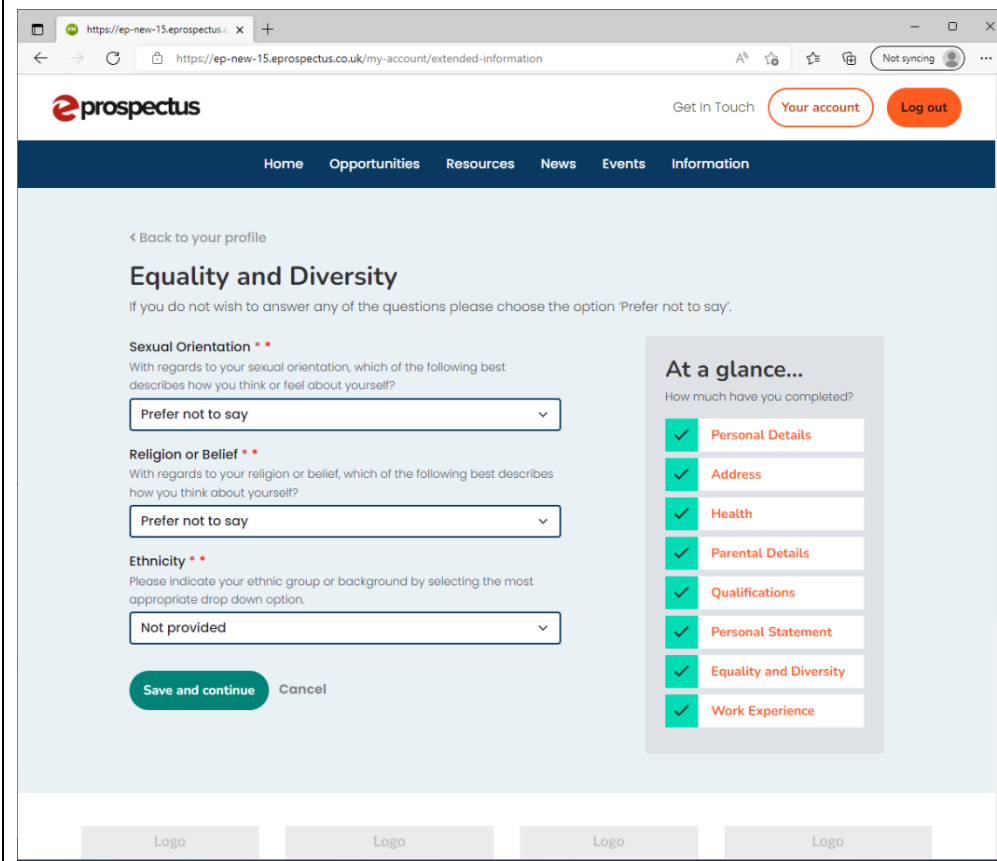 https://ep-new-15.eprospectus.c
https://ep-new-15.eprospectus.co.uk/my-account/extended-information
Not syncing
eprospectus
Get In Touch
Your account
Log out
Home Opportunities Resources News Events Information
Back to your profile
Equality and Diversity
If you do not wish to answer any of the questions please choose the option 'Prefer not to say'.
Sexual Orientation * *
With regards to your sexual orientation, which of the following best
describes how you think or feel about yourself?
Prefer not to say
Religion or Belief * *
With regards to your religion or belief, which of the following best describes
how you think about yourself?
Prefer not to say
Ethnicity * *
Please indicate your ethnic group or background by selecting the most
appropriate drop down option.
Not provided
Save and continue Cancel
At a glance...
How much have you completed?
Personal Details
Address
Health
Parental Details
Qualifications
Personal Statement
Equality and Diversity
Work Experience
Logo Logo Logo Logo